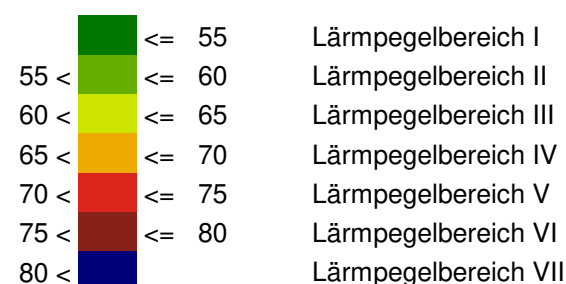 <= 55 Lärmpegelbereich I
55 < <= 60 Lärmpegelbereich II
60 < <= 65 Lärmpegelbereich III
65 < <= 70 Lärmpegelbereich IV
70 < <= 75 Lärmpegelbereich V
75 < <= 80 Lärmpegelbereich VI
80 < Lärmpegelbereich VII